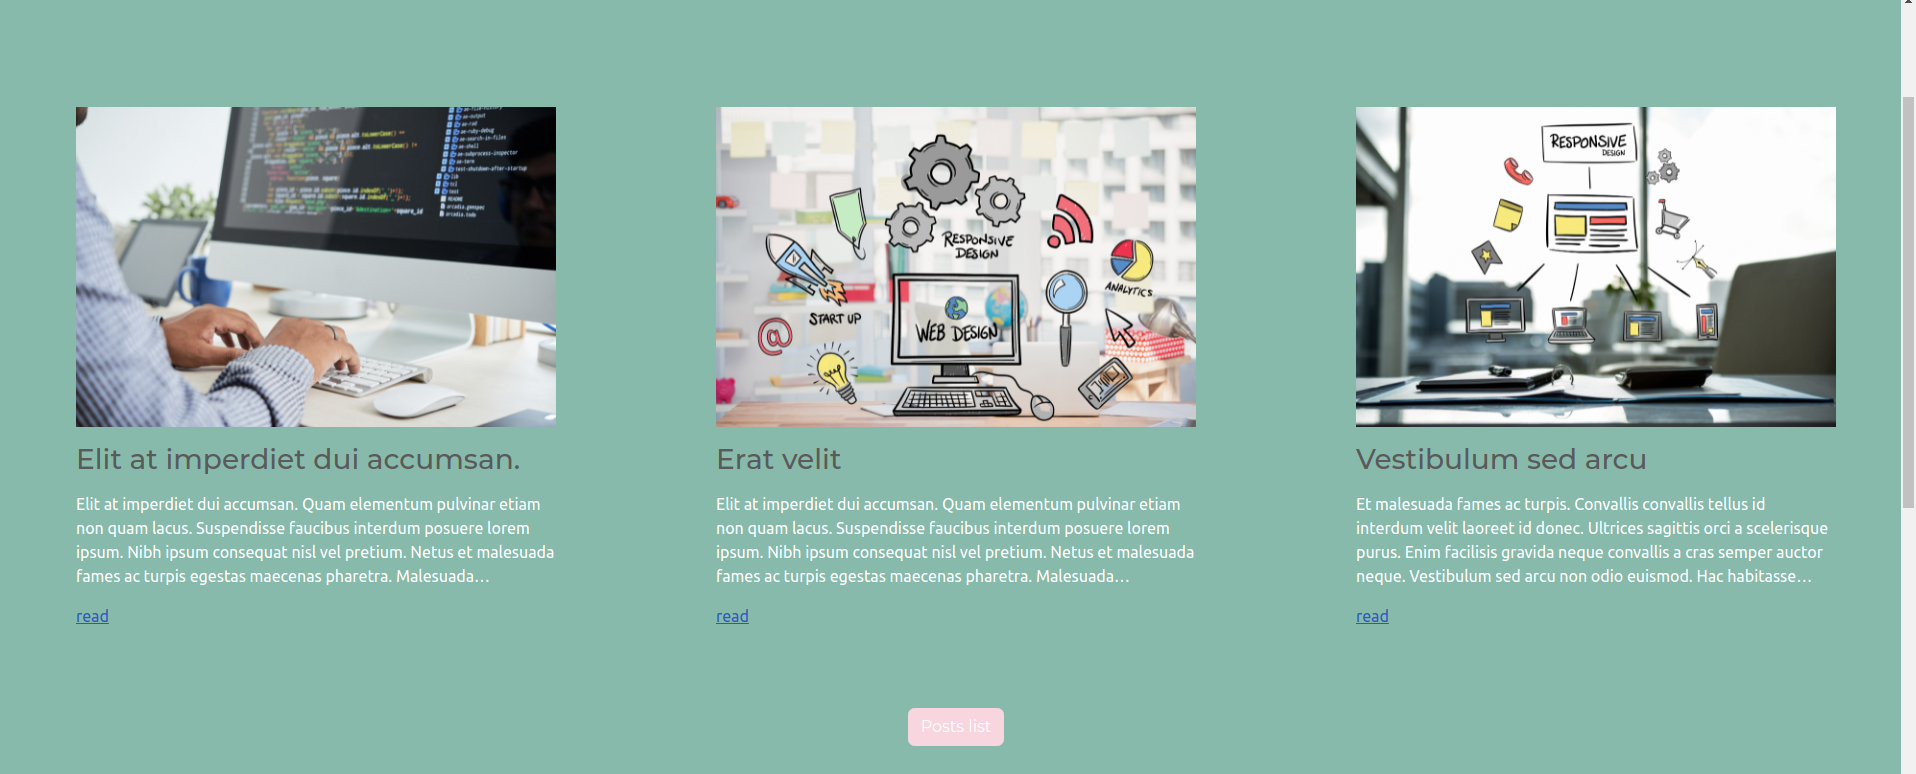 RESPONSIVE
DESIGN
START UP
WEB DESIGN
ANALYTICS
RESPONSIVE
DESIGN
Elit at imperdiet dui accumsan.
Elit at imperdiet dui accumsan. Quam elementum pulvinar etiam
non quam lacus. Suspendisse faucibus interdum posuere lorem
ipsum. Nibh ipsum consequat nisl vel pretium. Netus et malesuada
fames ac turpis egestas maecenas pharetra. Malesuada…
read
Erat velit
Elit at imperdiet dui accumsan. Quam elementum pulvinar etiam
non quam lacus. Suspendisse faucibus interdum posuere lorem
ipsum. Nibh ipsum consequat nisl vel pretium. Netus et malesuada
fames ac turpis egestas maecenas pharetra. Malesuada…
read
Vestibulum sed arcu
Et malesuada fames ac turpis. Convallis convallis tellus id
interdum velit laoreet id donec. Ultrices sagittis orci a scelerisque
purus. Enim facilisis gravida neque convallis a cras semper auctor
neque. Vestibulum sed arcu non odio euismod. Hac habitasse…
read
Posts list